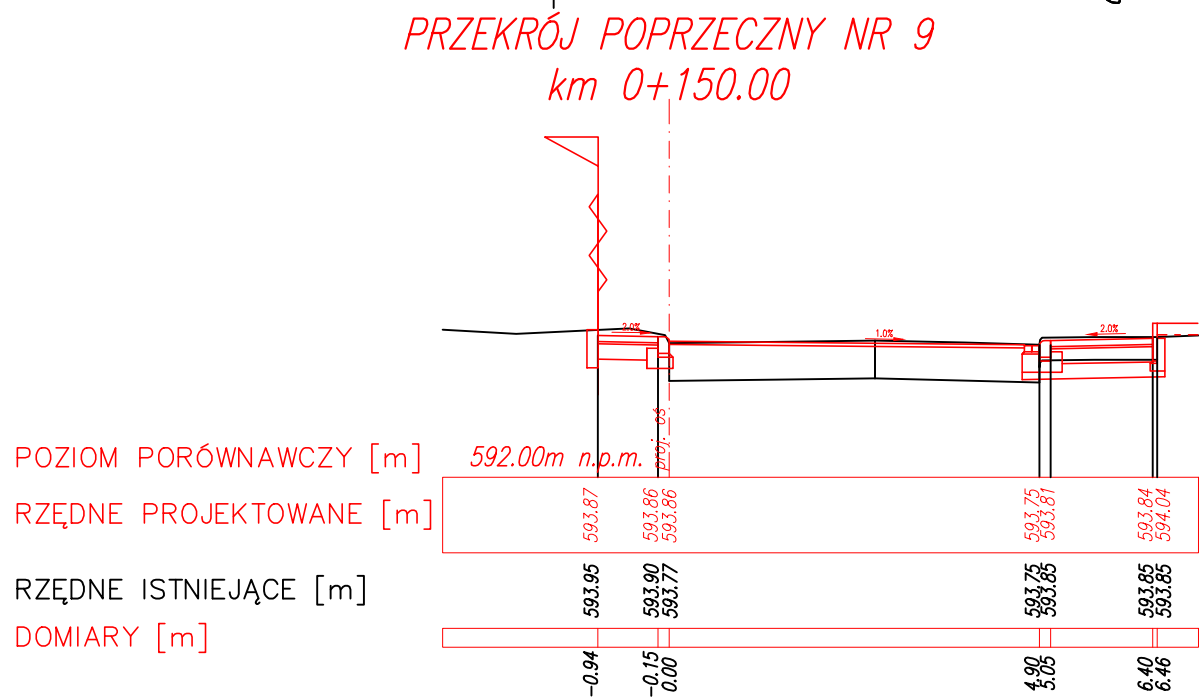 PRZEKRÓJ POPRZECZNY NR 9
km 0+150.00
2.0%
1.0%
2.0%
proj. oś
POZIOM PORÓWNAWCZY [m] 592.00m n.p.m.
RZĘDNE PROJEKTOWANE [m] 593.87 593.86 593.86 593.75 593.81 593.84 594.04
RZĘDNE ISTNIEJĄCE [m] 593.95 593.90 593.77 593.75 593.85 593.85 593.85
DOMIARY [m]
-0.94 -0.15 0.00 4.90 5.05 6.40 6.46